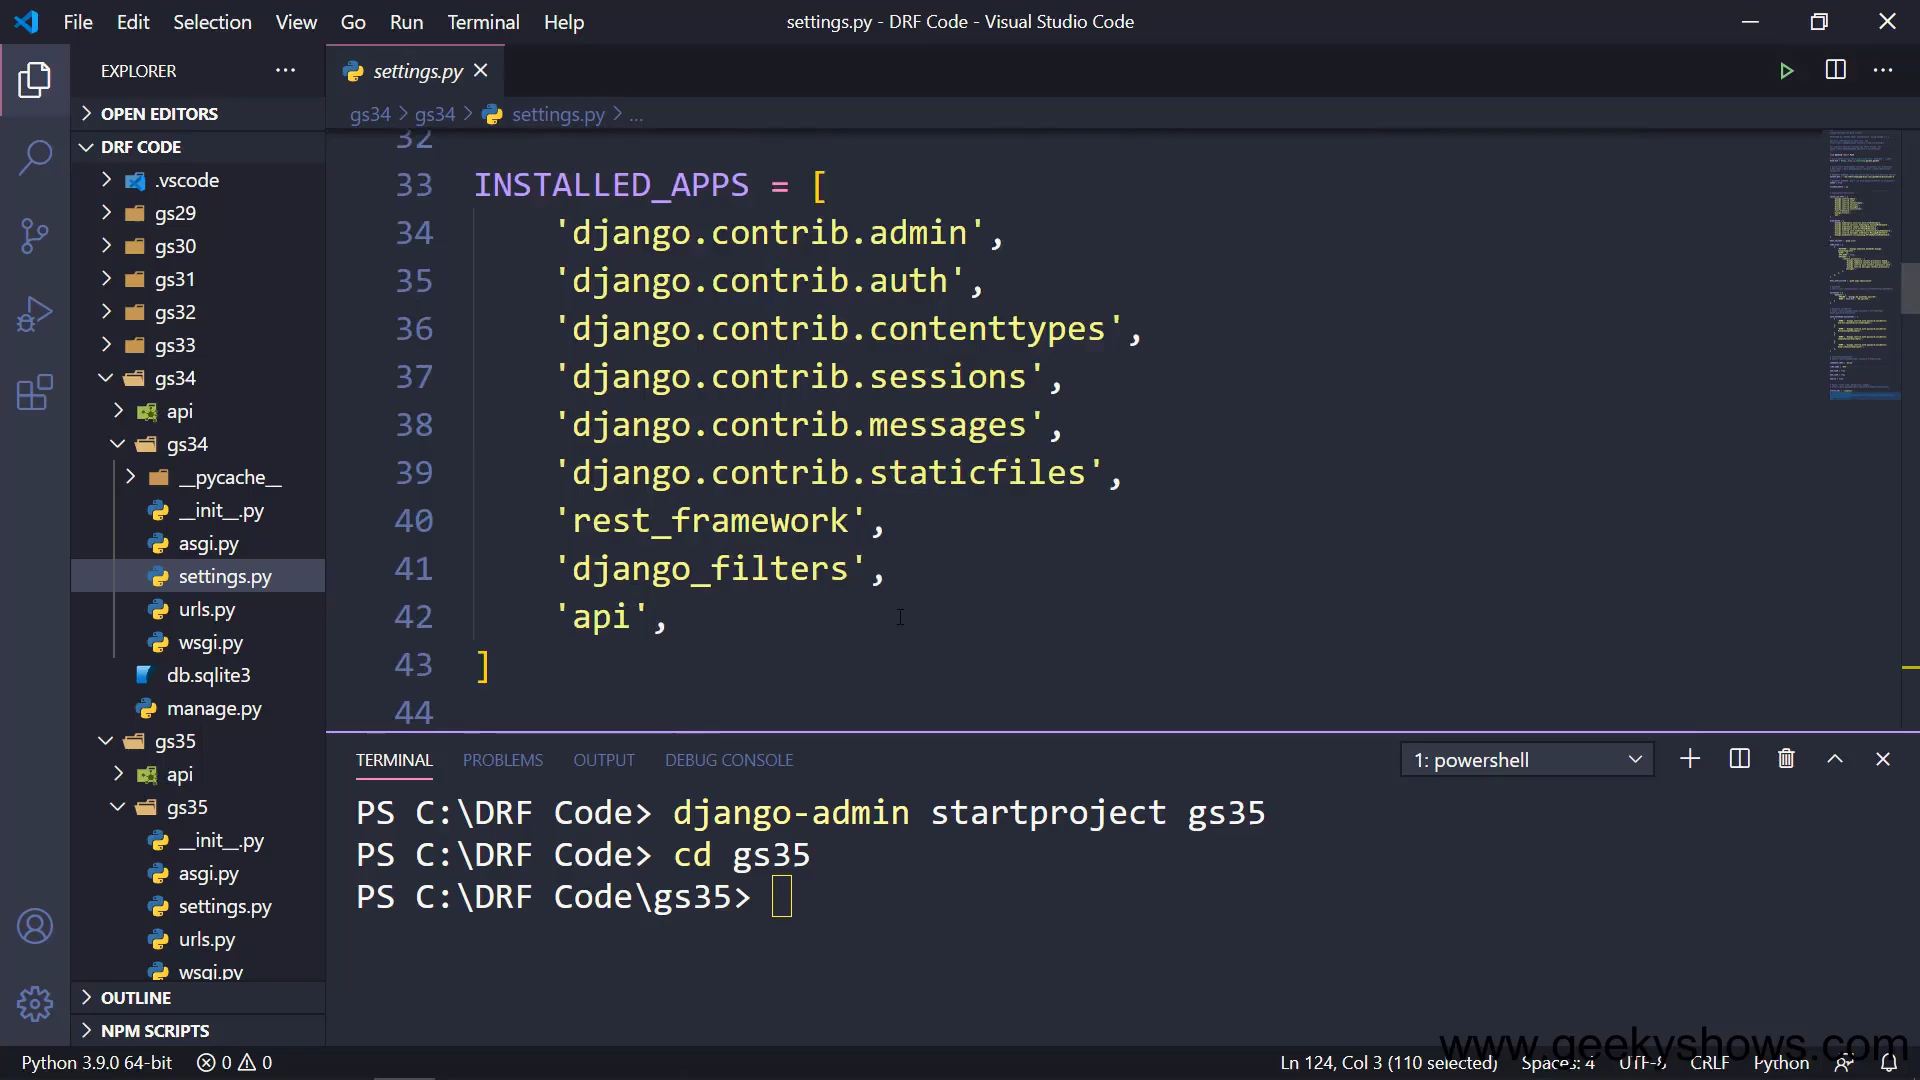 File Edit Selection View Go Run Terminal Help
settings.py - DRF Code - Visual Studio Code
EXPLORER
settings.py
OPEN EDITORS
gs34 > gs34 > settings.py > ...
DRF CODE
.vscode
gs29
gs30
gs31
gs32
gs33
gs34
api
gs34
__pycache__
__init__.py
asgi.py
settings.py
urls.py
wsgi.py
db.sqlite3
manage.py
gs35
api
gs35
__init__.py
asgi.py
settings.py
urls.py
wsgi.py
OUTLINE
NPM SCRIPTS
32
33 INSTALLED_APPS = [
34 'django.contrib.admin',
35 'django.contrib.auth',
36 'django.contrib.contenttypes',
37 'django.contrib.sessions',
38 'django.contrib.messages',
39 'django.contrib.staticfiles',
40 'rest_framework',
41 'django_filters',
42 'api',
43 ]
44
TERMINAL PROBLEMS OUTPUT DEBUG CONSOLE
1: powershell
PS C:\DRF Code> django-admin startproject gs35
PS C:\DRF Code> cd gs35
PS C:\DRF Code\gs35>
www.geekyshows.com
Python 3.9.0 64-bit
0 0
Ln 124, Col 3 (110 selected) Spaces: 4 UTF-8 CRLF Python